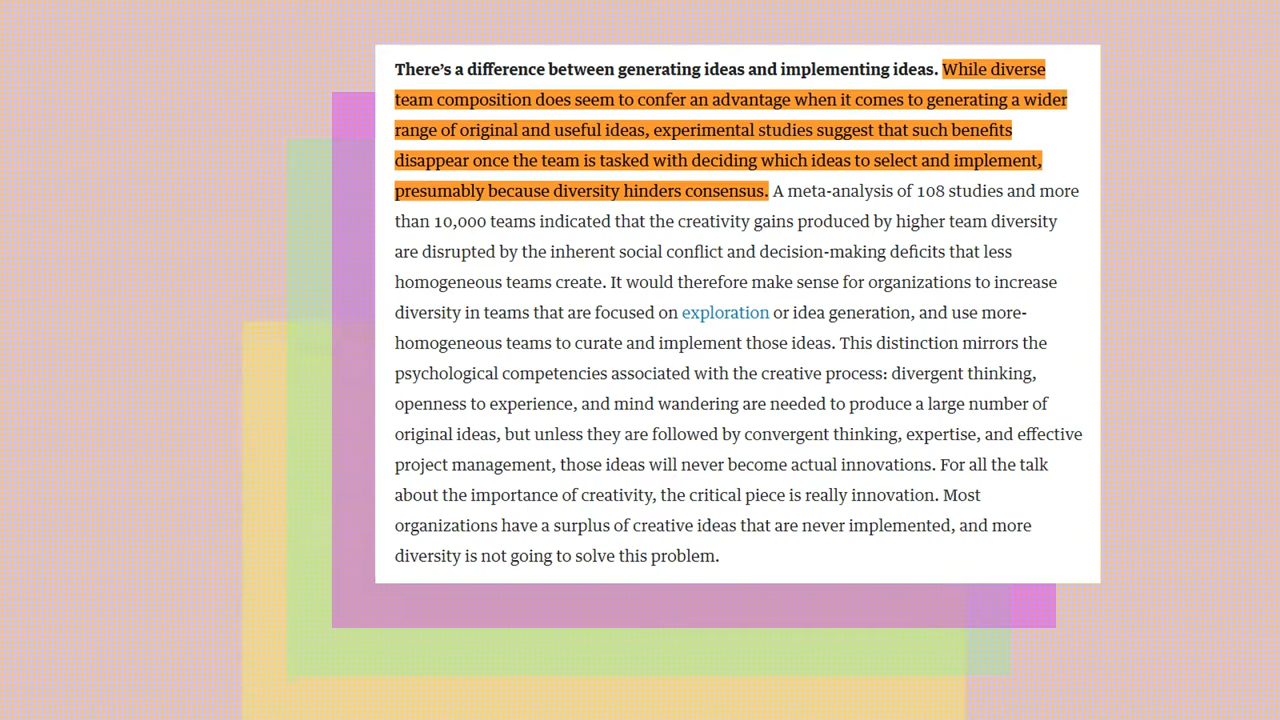 There’s a difference between generating ideas and implementing ideas. While diverse
team composition does seem to confer an advantage when it comes to generating a wider
range of original and useful ideas, experimental studies suggest that such benefits
disappear once the team is tasked with deciding which ideas to select and implement,
presumably because diversity hinders consensus. A meta-analysis of 108 studies and more
than 10,000 teams indicated that the creativity gains produced by higher team diversity
are disrupted by the inherent social conflict and decision-making deficits that less
homogeneous teams create. It would therefore make sense for organizations to increase
diversity in teams that are focused on exploration or idea generation, and use more-
homogeneous teams to curate and implement those ideas. This distinction mirrors the
psychological competencies associated with the creative process: divergent thinking,
openness to experience, and mind wandering are needed to produce a large number of
original ideas, but unless they are followed by convergent thinking, expertise, and effective
project management, those ideas will never become actual innovations. For all the talk
about the importance of creativity, the critical piece is really innovation. Most
organizations have a surplus of creative ideas that are never implemented, and more
diversity is not going to solve this problem.